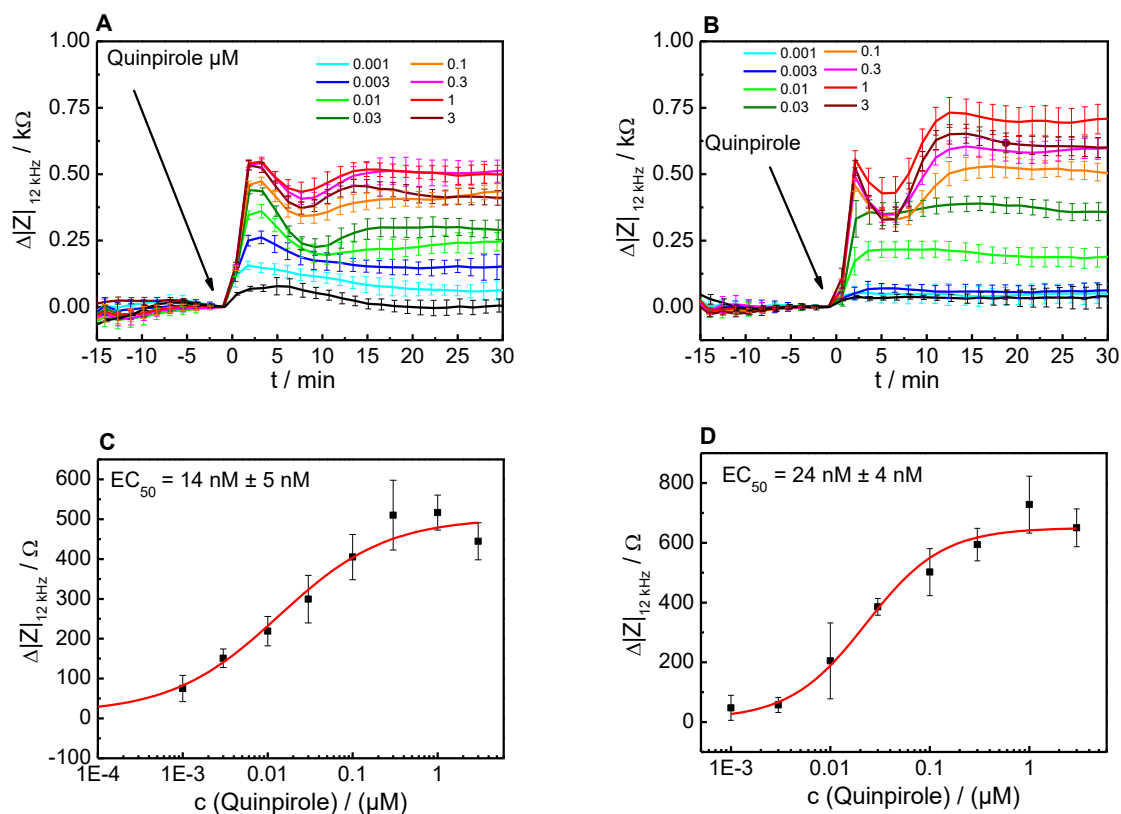 A
Quinpirole µM
0.001
0.003
0.01
0.03
0.1
0.3
1
3
1.00
0.75
0.50
0.25
0.00
Δ|Z|12 kHz / kΩ
-15 -10 -5 0 5 10 15 20 25 30
t / min
B
0.001
0.003
0.01
0.03
0.1
0.3
1
3
Quinpirole
1.00
0.75
0.50
0.25
0.00
Δ|Z|12 kHz / kΩ
-15 -10 -5 0 5 10 15 20 25 30
t / min
C
EC50 = 14 nM ± 5 nM
600
500
400
300
200
100
0
-100
Δ|Z|12 kHz / Ω
1E-4 1E-3 0.01 0.1 1
c (Quinpirole) / (µM)
D
EC50 = 24 nM ± 4 nM
800
600
400
200
0
Δ|Z|12 kHz / Ω
1E-3 0.01 0.1 1
c (Quinpirole) / (µM)